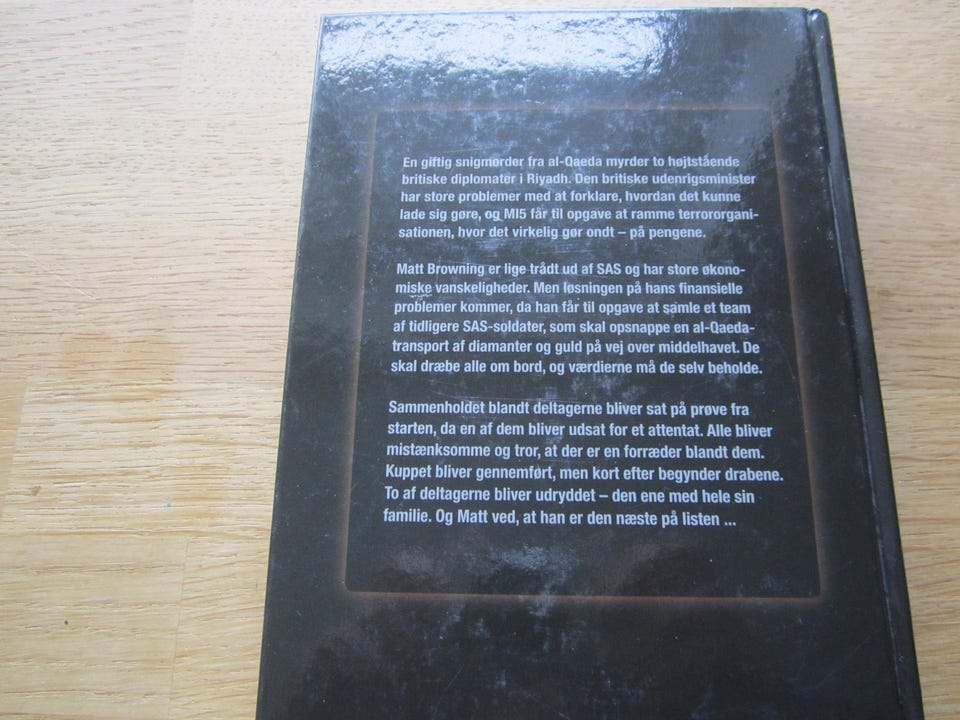 En giftig snigmorder fra al-Qaeda myrder to højtstående
britiske diplomater i Riyadh. Den britiske udenrigsminister
har store problemer med at forklare, hvordan det kunne
lade sig gøre, og MI5 får til opgave at ramme terrororgani-
sationen, hvor det virkelig gør ondt – på pengene.
Matt Browning er lige trådt ud af SAS og har store økono-
miske vanskeligheder. Men løsningen på hans finansielle
problemer kommer, da han får til opgave at samle et team
af tidligere SAS-soldater, som skal opsnappe en al-Qaeda-
transport af diamanter og guld på vej over middelhavet. De
skal dræbe alle om bord, og værdierne må de selv beholde.
Sammenholdet blandt deltagerne bliver sat på prøve fra
starten, da en af dem bliver udsat for et attentat. Alle bliver
mistænksomme og tror, at der er en forræder blandt dem.
Kuppet bliver gennemført, men kort efter begynder drabene.
To af deltagerne bliver udryddet – den ene med hele sin
familie. Og Matt ved, at han er den næste på listen ...